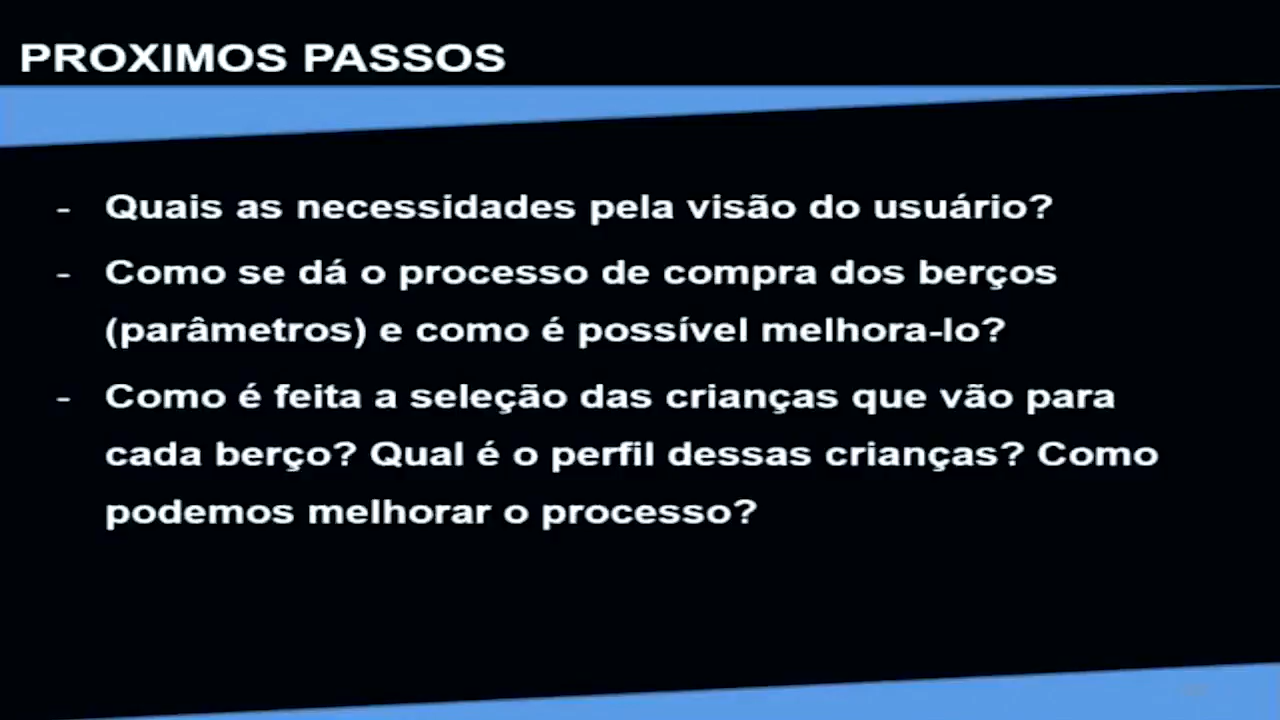 PROXIMOS PASSOS
- Quais as necessidades pela visão do usuário?
- Como se dá o processo de compra dos berços
(parâmetros) e como é possível melhora-lo?
- Como é feita a seleção das crianças que vão para
cada berço? Qual é o perfil dessas crianças? Como
podemos melhorar o processo?